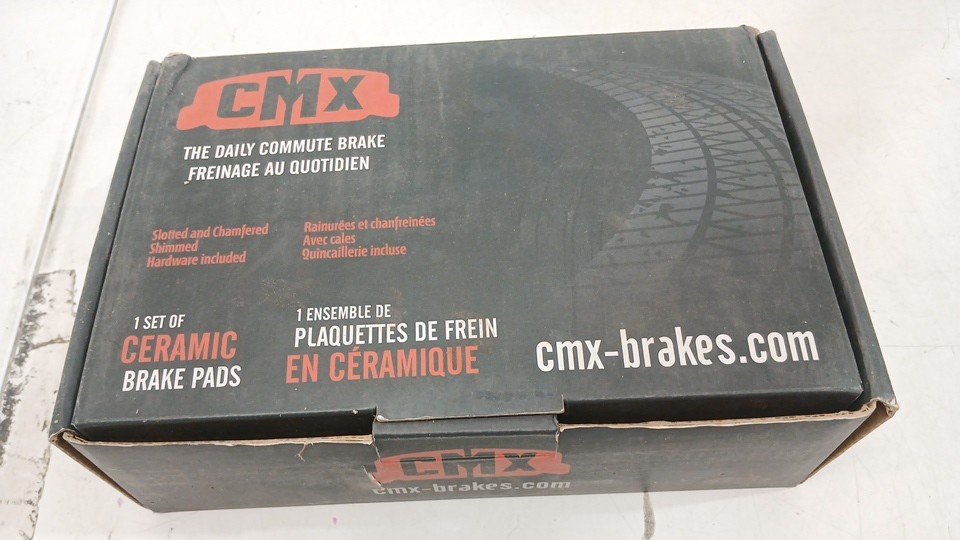 CMX
THE DAILY COMMUTE BRAKE
FREINAGE AU QUOTIDIEN
Slotted and Chamfered
Shimmed
Hardware included
Rainurées et chanfreinées
Avec cales
Quincaillerie incluse
1 SET OF
CERAMIC
BRAKE PADS
1 ENSEMBLE DE
PLAQUETTES DE FREIN
EN CÉRAMIQUE
cmx-brakes.com
CMX
cmx-brakes.com